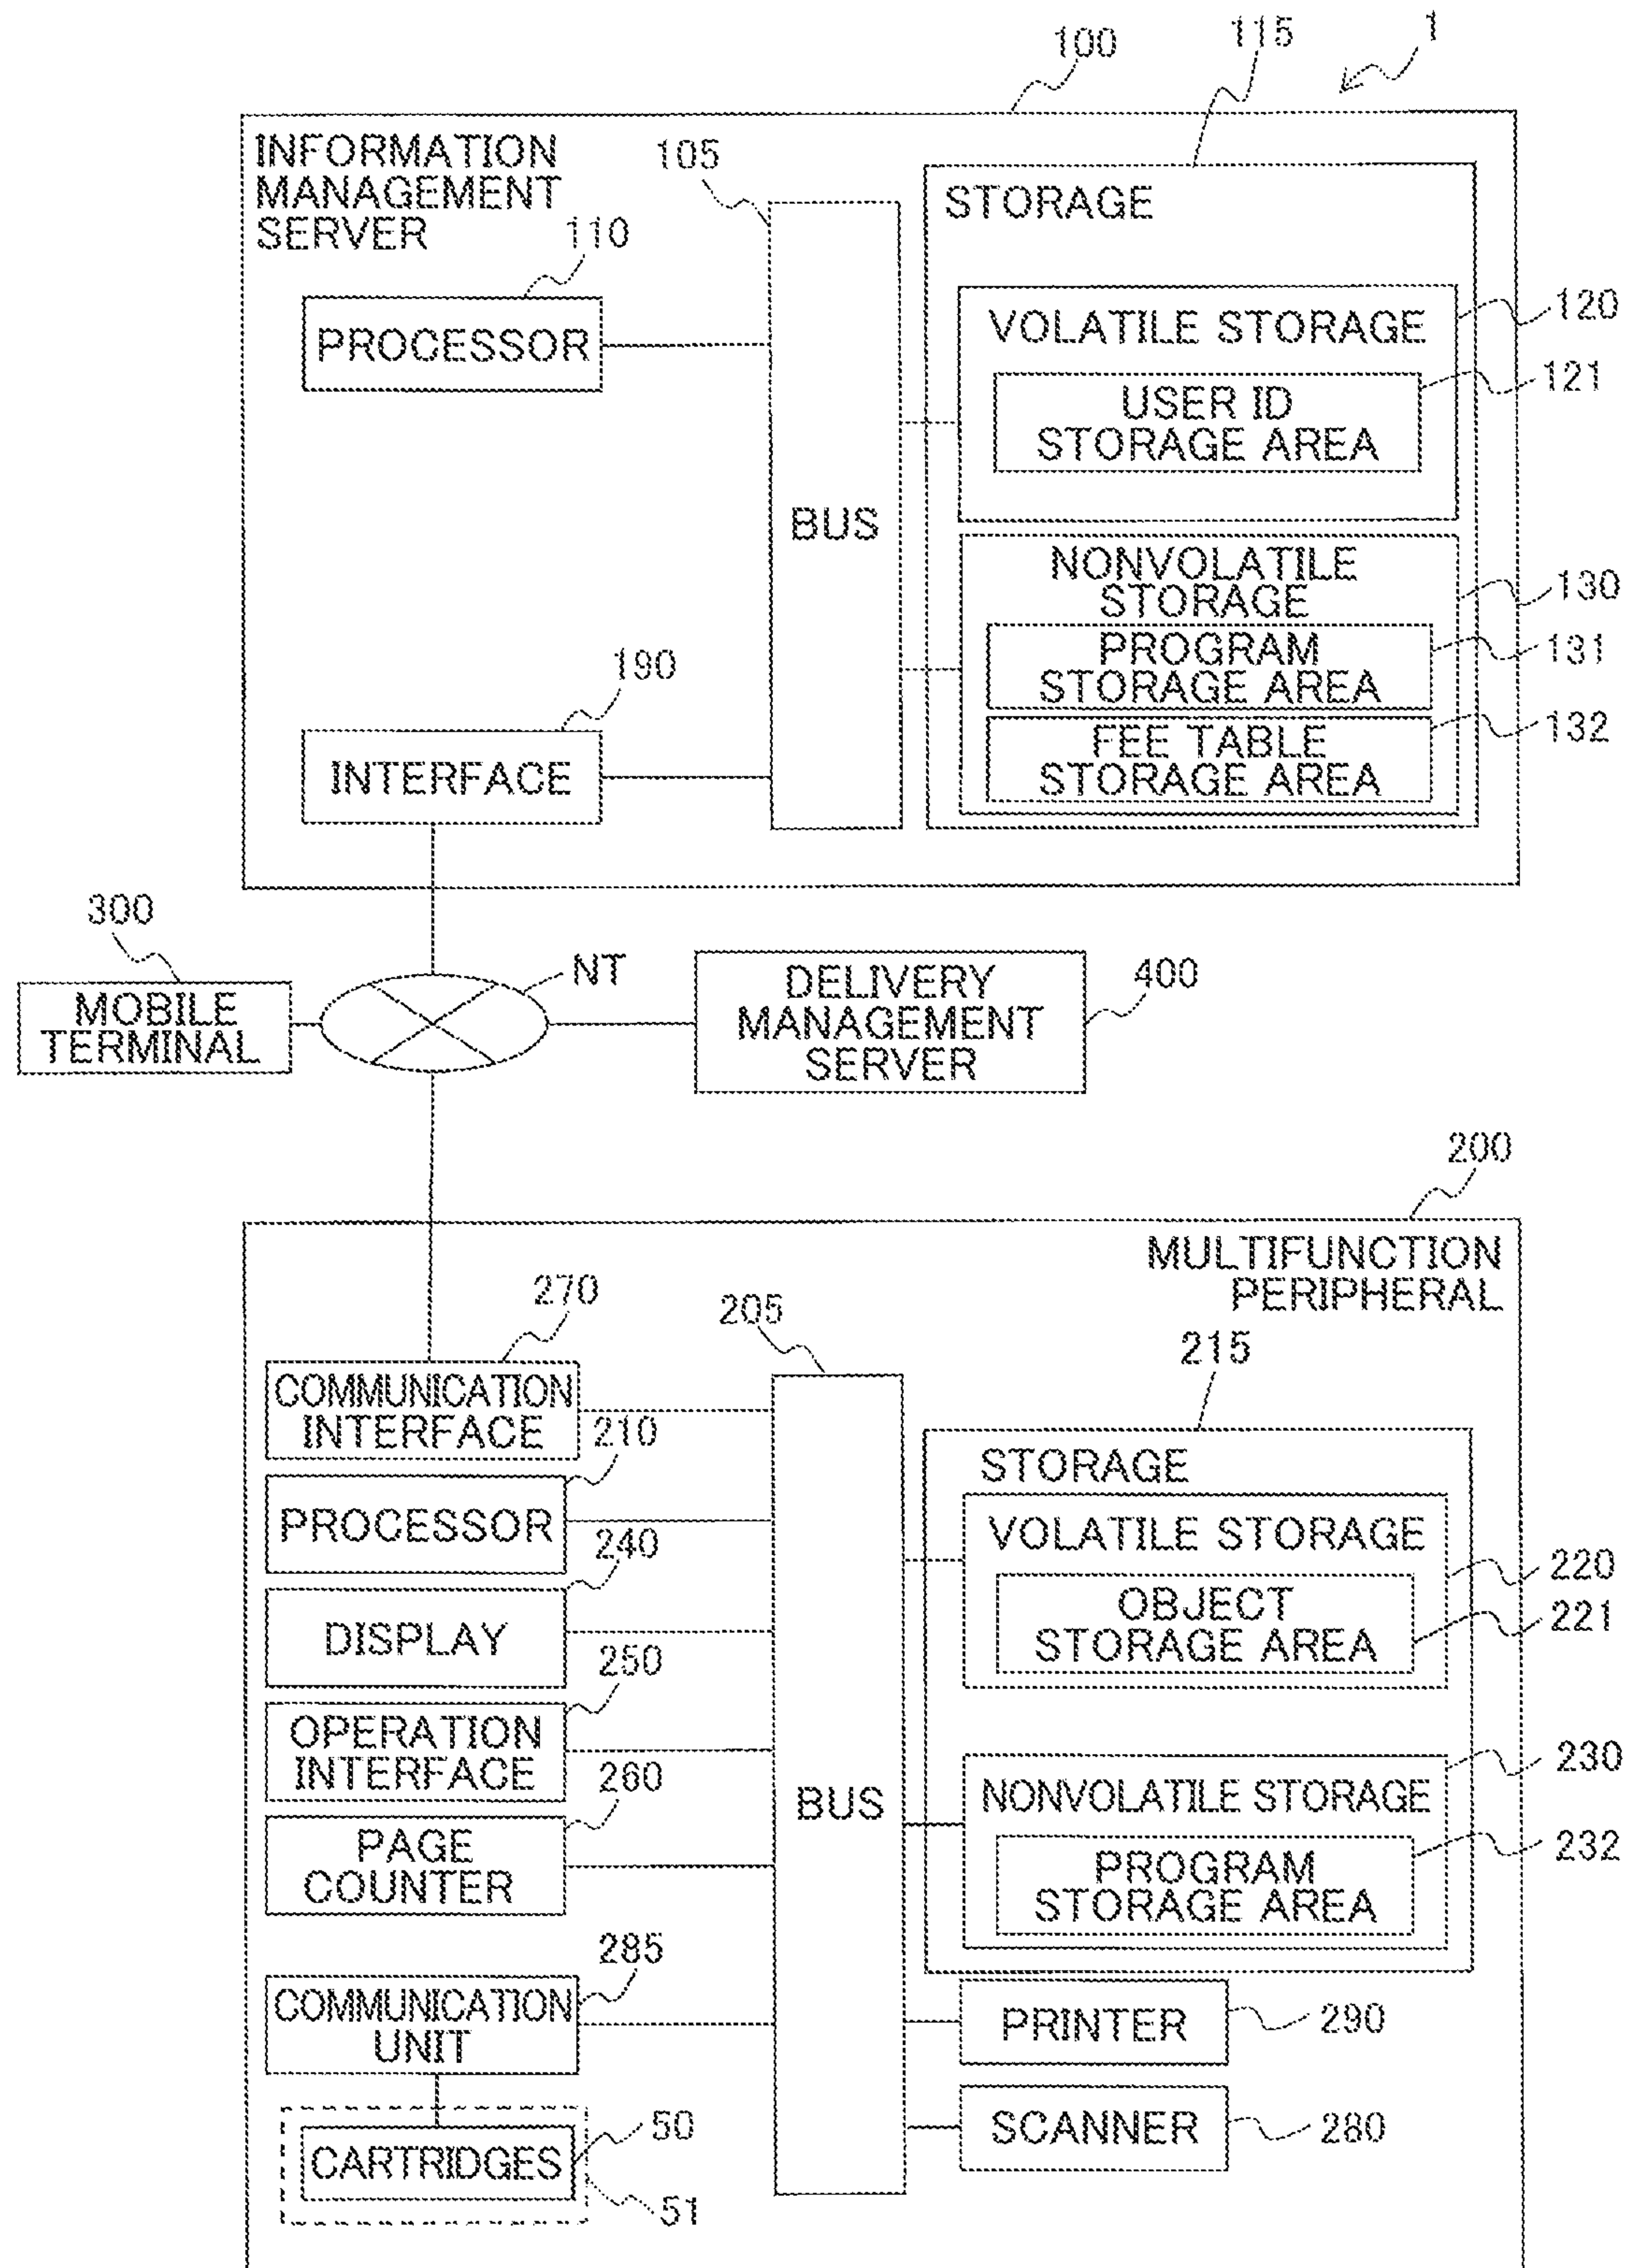 1
100
115
INFORMATION
MANAGEMENT
SERVER
105
STORAGE
110
PROCESSOR
VOLATILE STORAGE
120
USER ID
STORAGE AREA
121
BUS
NONVOLATILE
STORAGE
130
PROGRAM
STORAGE AREA
131
190
INTERFACE
FEE TABLE
STORAGE AREA
132
300
MOBILE
TERMINAL
NT
DELIVERY
MANAGEMENT
SERVER
400
200
MULTIFUNCTION
PERIPHERAL
270
205
215
COMMUNICATION
INTERFACE
210
STORAGE
PROCESSOR
VOLATILE STORAGE
240
220
DISPLAY
OBJECT
STORAGE AREA
221
250
OPERATION
INTERFACE
230
260
BUS
NONVOLATILE STORAGE
PAGE
COUNTER
PROGRAM
STORAGE AREA
232
285
COMMUNICATION
UNIT
PRINTER
290
CARTRIDGES
50
SCANNER
280
51